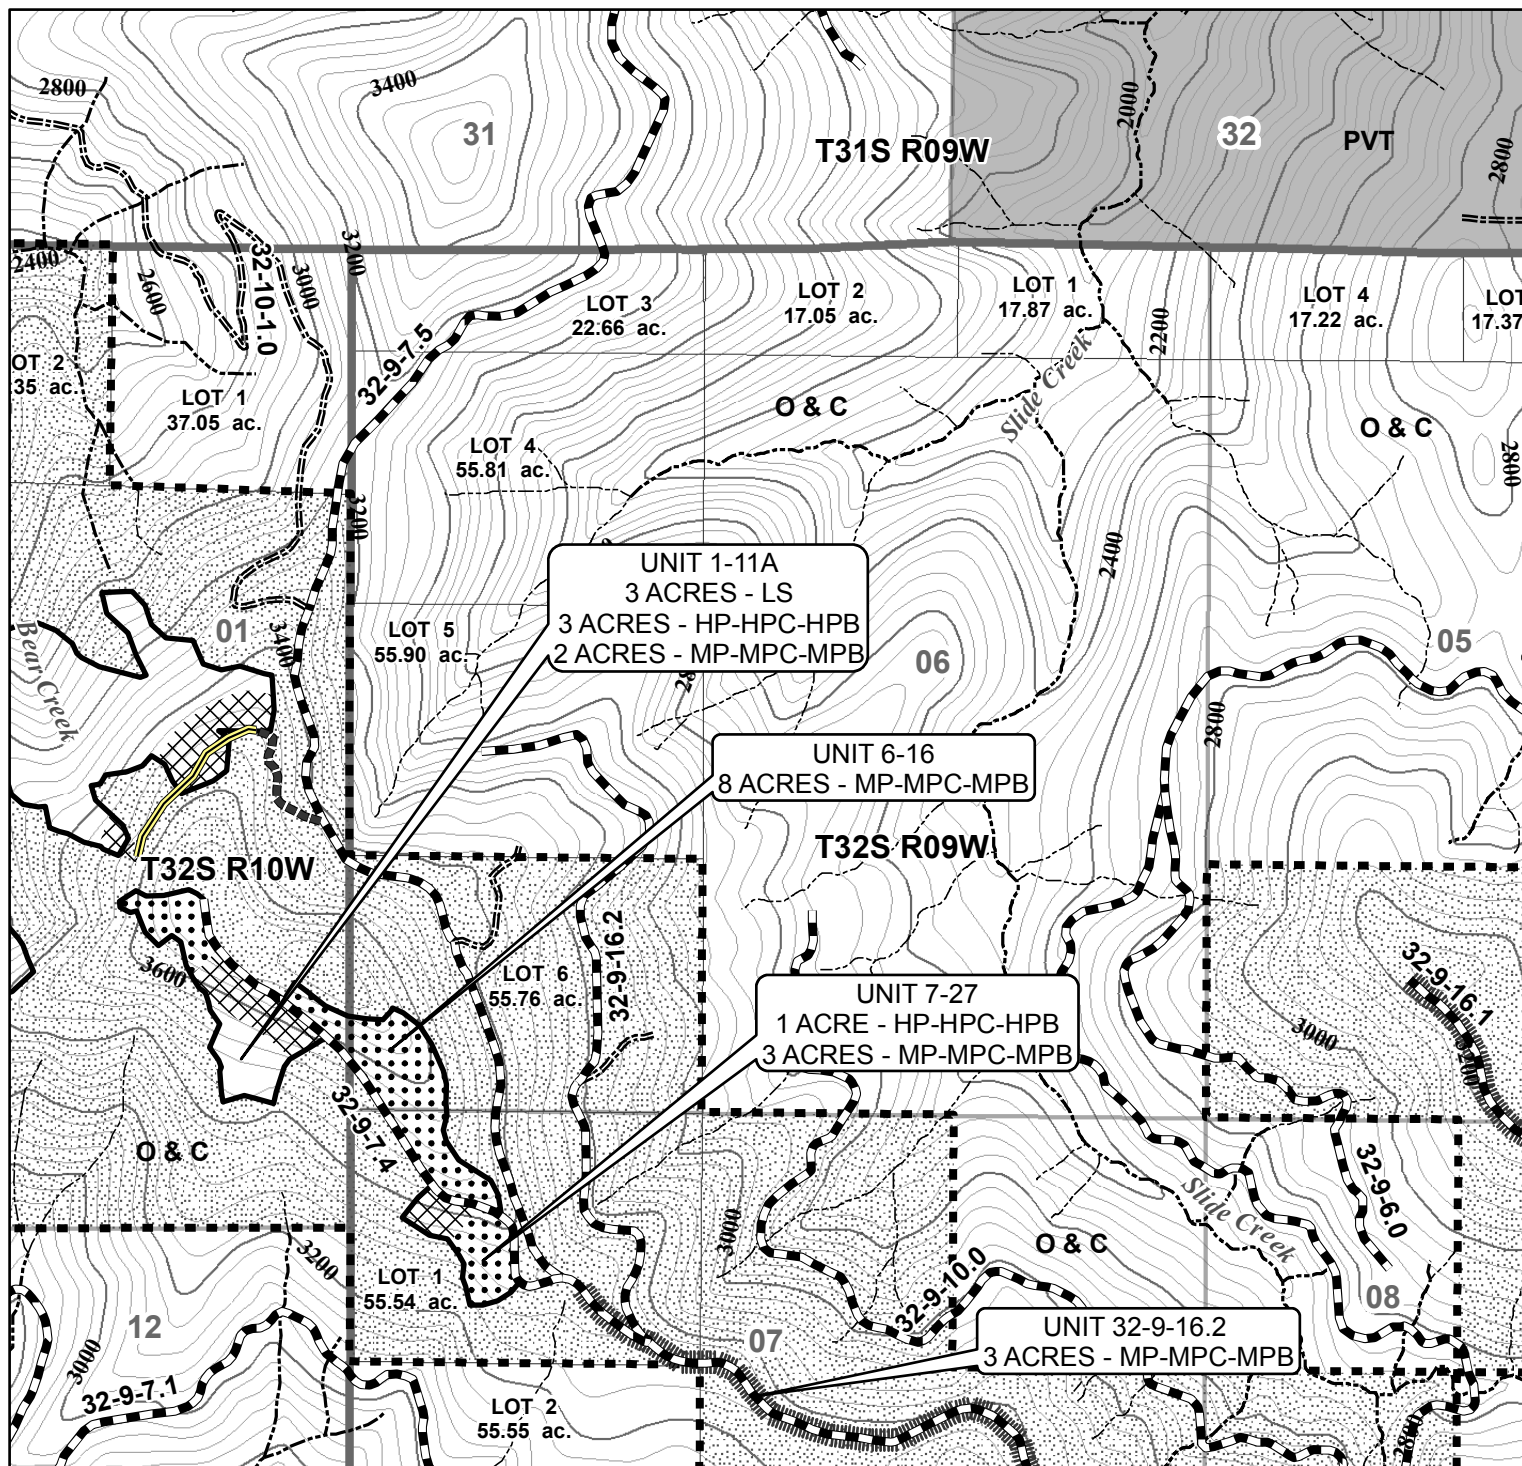 2800
3400
31
T31S R09W
2000
32
PVT
2800
2400
2600
32-10-1.0
3000
3200
LOT 3
22.66 ac.
LOT 2
17.05 ac.
LOT 1
17.87 ac.
2200
LOT 4
17.22 ac.
LOT
17.37
OT 2
35 ac.
LOT 1
37.05 ac.
32-9-7.5
Slide Creek
O & C
O & C
LOT 4
55.81 ac.
2800
3200
2400
UNIT 1-11A
3 ACRES - LS
3 ACRES - HP-HPC-HPB
2 ACRES - MP-MPC-MPB
Bear Creek
01
3400
LOT 5
55.90 ac.
06
05
2800
UNIT 6-16
8 ACRES - MP-MPC-MPB
T32S R10W
T32S R09W
3600
LOT 6
55.76 ac.
32-9-16.2
32-9-16.1
UNIT 7-27
1 ACRE - HP-HPC-HPB
3 ACRES - MP-MPC-MPB
3000
3200
32-9-7.4
O & C
32-9-6.0
Slide Creek
3000
O & C
3200
LOT 1
55.54 ac.
32-9-10.0
08
12
07
UNIT 32-9-16.2
3 ACRES - MP-MPC-MPB
3000
32-9-7.1
LOT 2
55.55 ac.
2800